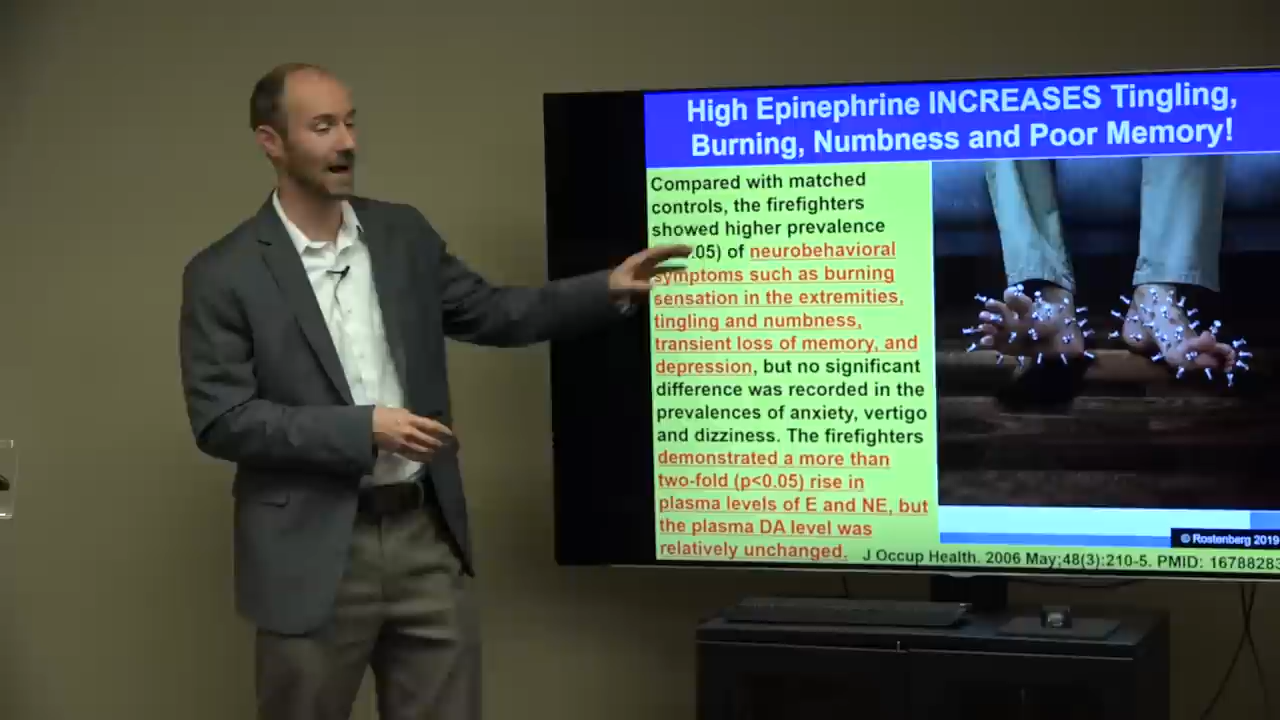 High Epinephrine INCREASES Tingling,
Burning, Numbness and Poor Memory!
Compared with matched
controls, the firefighters
showed higher prevalence
.05) of neurobehavioral
symptoms such as burning
sensation in the extremities,
tingling and numbness,
transient loss of memory, and
depression, but no significant
difference was recorded in the
prevalences of anxiety, vertigo
and dizziness. The firefighters
demonstrated a more than
two-fold (p<0.05) rise in
plasma levels of E and NE, but
the plasma DA level was
relatively unchanged.
© Rostenberg 2019
J Occup Health. 2006 May;48(3):210-5. PMID: 16788283